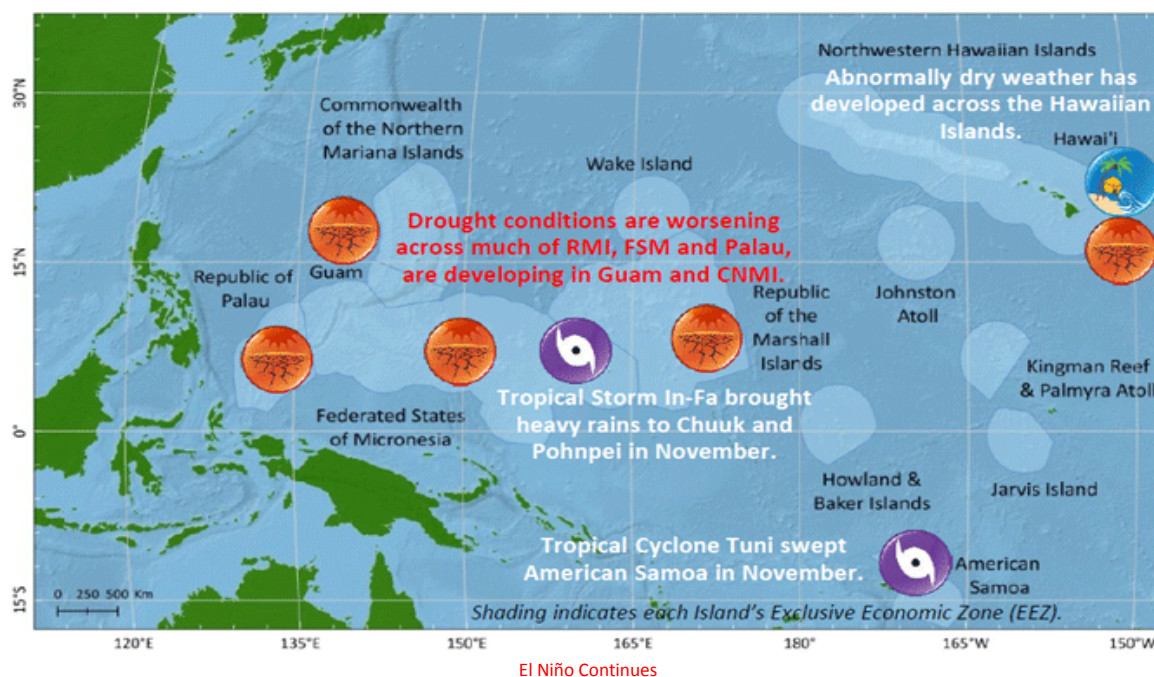 Northwestern Hawaiian Islands
Abnormally dry weather has
developed across the Hawaiian
Islands.
Hawai'i
Commonwealth
of the Northern
Mariana Islands
Wake Island
Drought conditions are worsening
across much of RMI, FSM and Palau,
are developing in Guam and CNMI.
Guam
Republic of
Palau
Republic
of the
Marshall
Islands
Johnston
Atoll
Kingman Reef
& Palmyra Atoll
Tropical Storm In-Fa brought
heavy rains to Chuuk and
Pohnpei in November.
Federated States
of Micronesia
Howland &
Baker Islands
Jarvis Island
Tropical Cyclone Tuni swept
American Samoa in November.
American
Samoa
Shading indicates each Island's Exclusive Economic Zone (EEZ).
0 250 500 Km
30°N
15°N
0°
15°S
120°E
135°E
150°E
165°E
180°
165°W
150°W
El Niño Continues